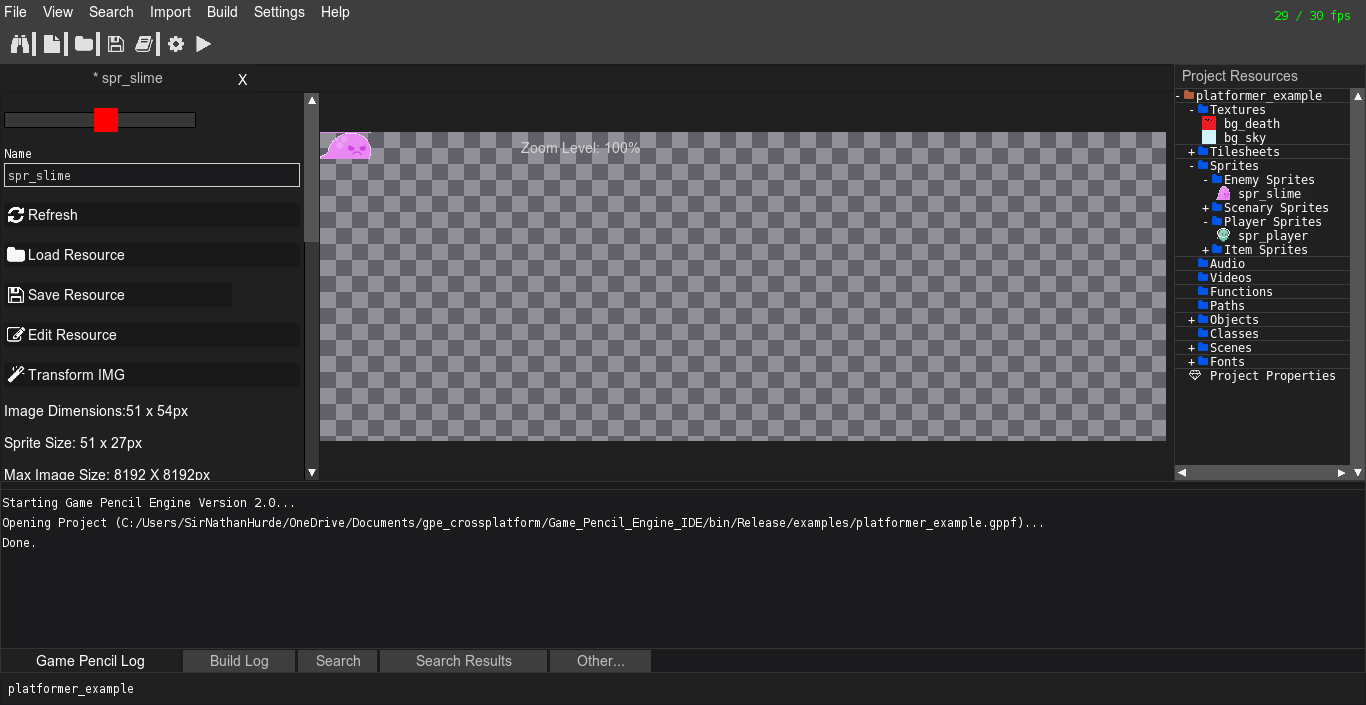 File View Search Import Build Settings Help
29 / 30 fps
* spr_slime X
Name
spr_slime
Refresh
Load Resource
Save Resource
Edit Resource
Transform IMG
Image Dimensions:51 x 54px
Sprite Size: 51 x 27px
Max Image Size: 8192 X 8192px
Zoom Level: 100%
Project Resources
- platformer_example
- Textures
bg_death
bg_sky
+ Tilesheets
- Sprites
- Enemy Sprites
spr_slime
+ Scenary Sprites
- Player Sprites
spr_player
+ Item Sprites
Audio
Videos
Functions
Paths
+ Objects
Classes
+ Scenes
+ Fonts
Project Properties
Starting Game Pencil Engine Version 2.0...
Opening Project (C:/Users/SirNathanHurde/OneDrive/Documents/gpe_crossplatform/Game_Pencil_Engine_IDE/bin/Release/examples/platformer_example.gppf)...
Done.
Game Pencil Log Build Log Search Search Results Other...
platformer_example